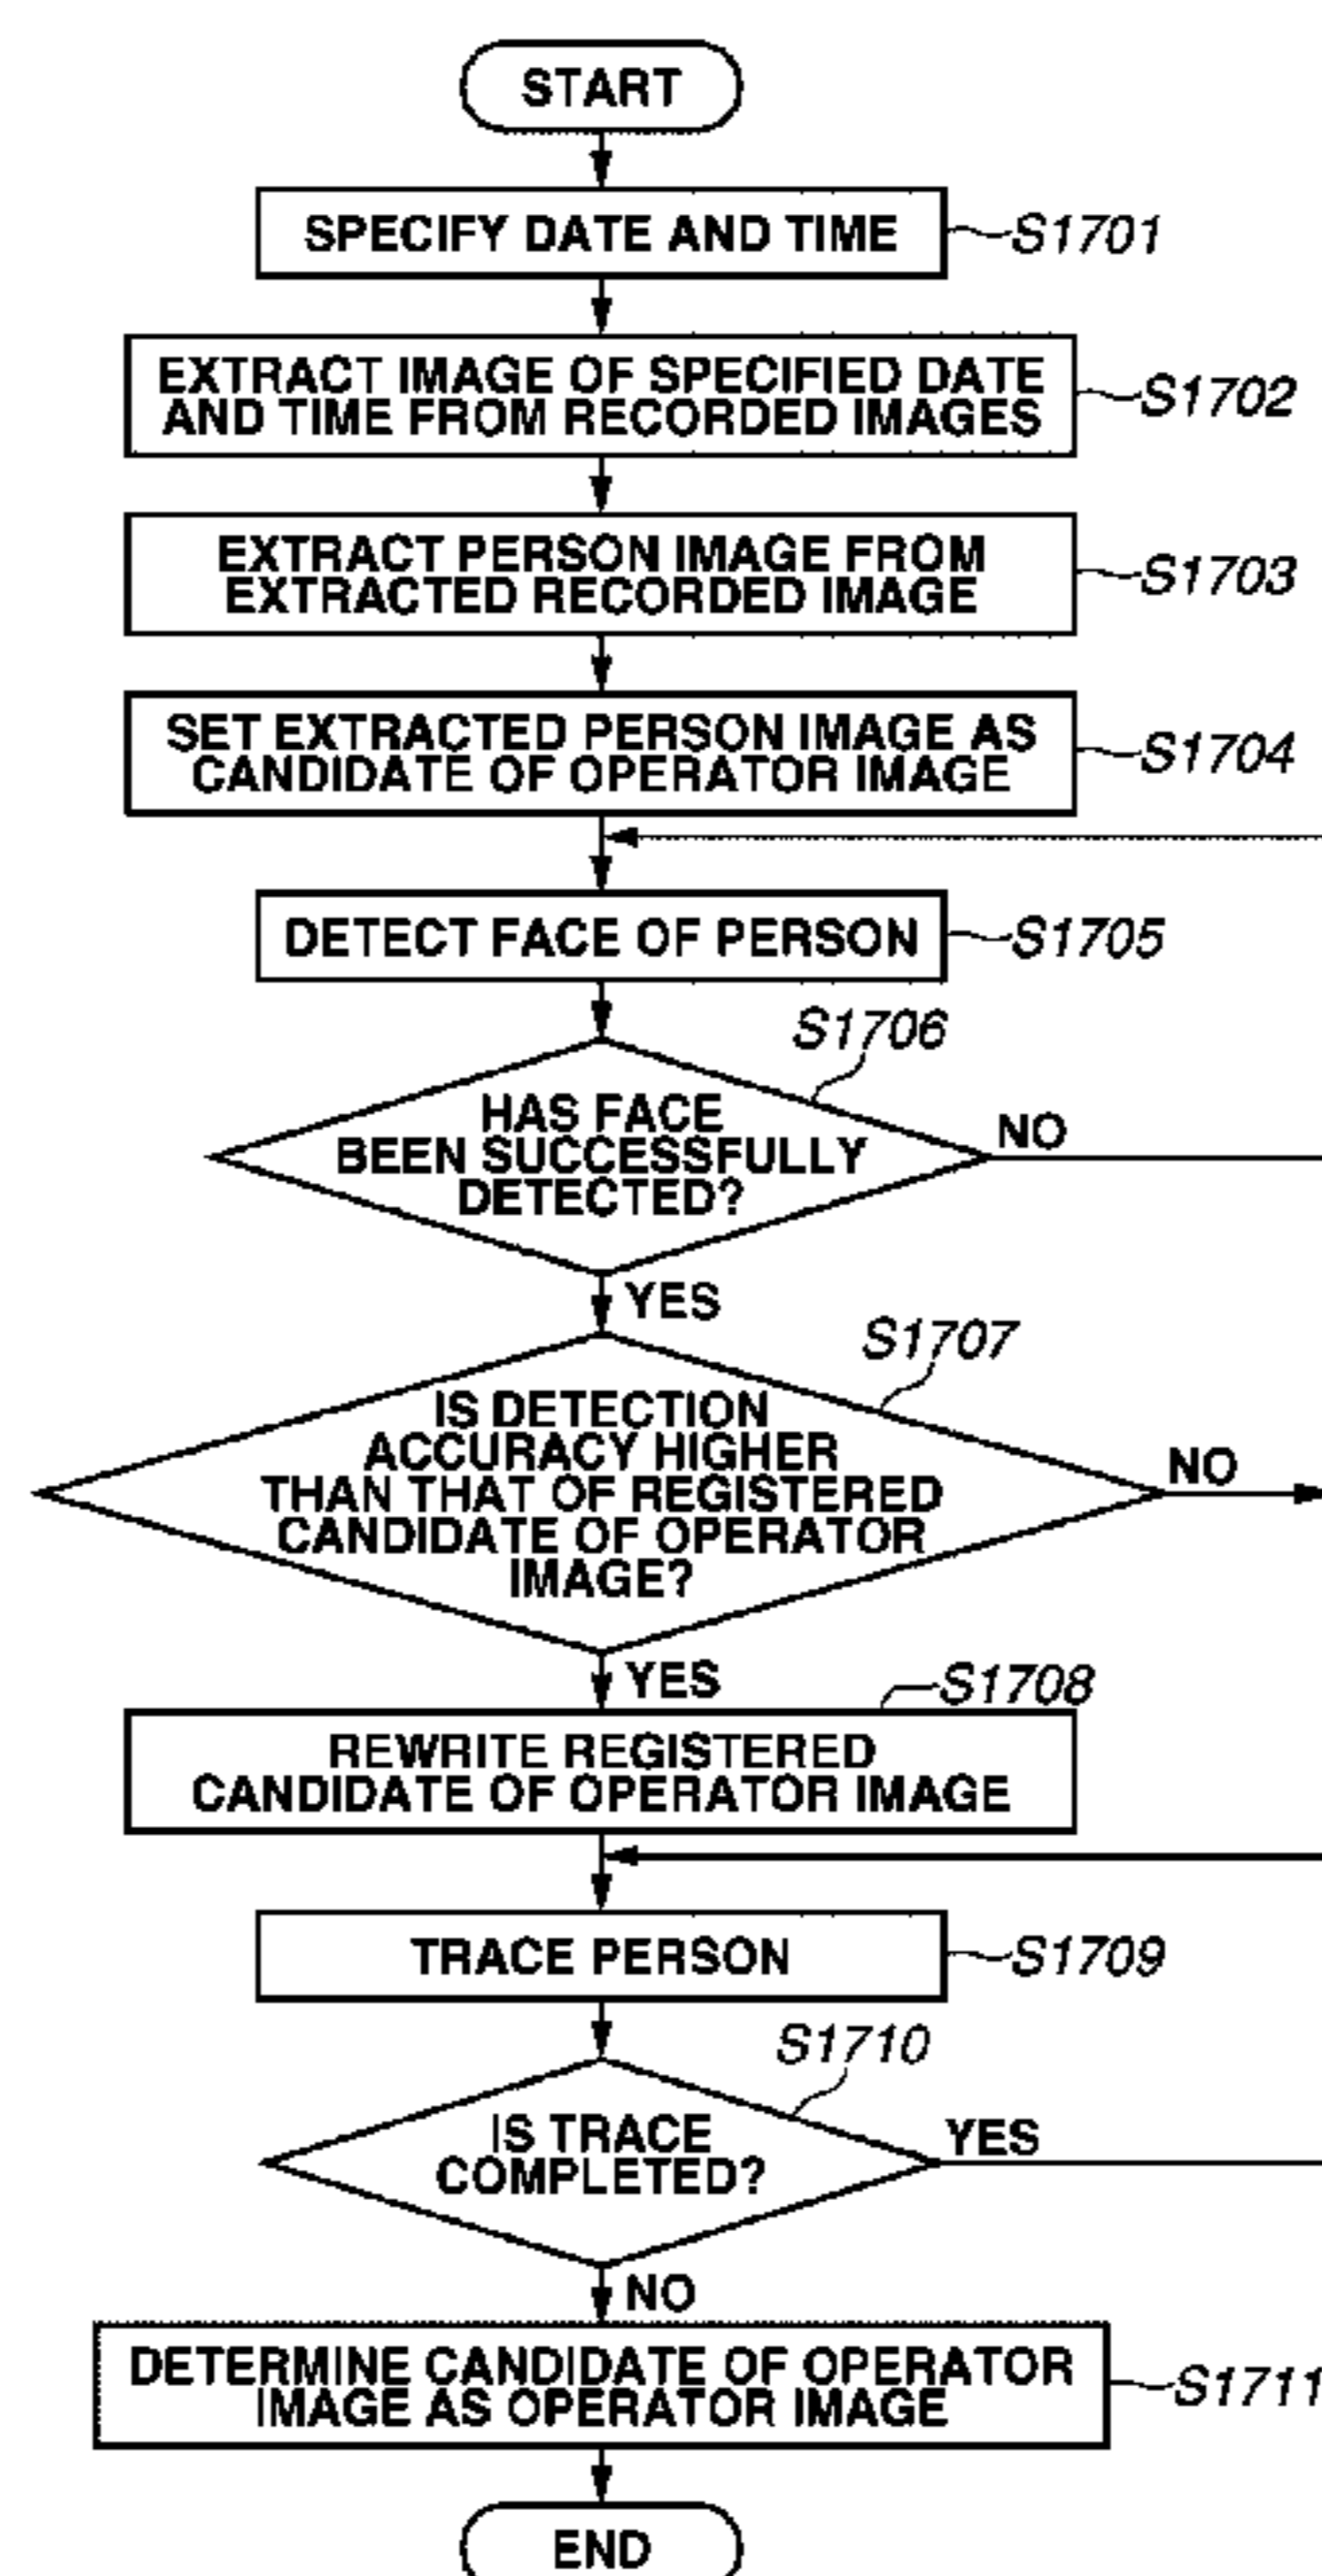 START
SPECIFY DATE AND TIME
S1701
EXTRACT IMAGE OF SPECIFIED DATE
AND TIME FROM RECORDED IMAGES
S1702
EXTRACT PERSON IMAGE FROM
EXTRACTED RECORDED IMAGE
S1703
SET EXTRACTED PERSON IMAGE AS
CANDIDATE OF OPERATOR IMAGE
S1704
DETECT FACE OF PERSON
S1705
S1706
HAS FACE
BEEN SUCCESSFULLY
DETECTED?
NO
YES
S1707
IS DETECTION
ACCURACY HIGHER
THAN THAT OF REGISTERED
CANDIDATE OF OPERATOR
IMAGE?
NO
YES
S1708
REWRITE REGISTERED
CANDIDATE OF OPERATOR IMAGE
TRACE PERSON
S1709
S1710
IS TRACE
COMPLETED?
YES
NO
DETERMINE CANDIDATE OF OPERATOR
IMAGE AS OPERATOR IMAGE
S1711
END